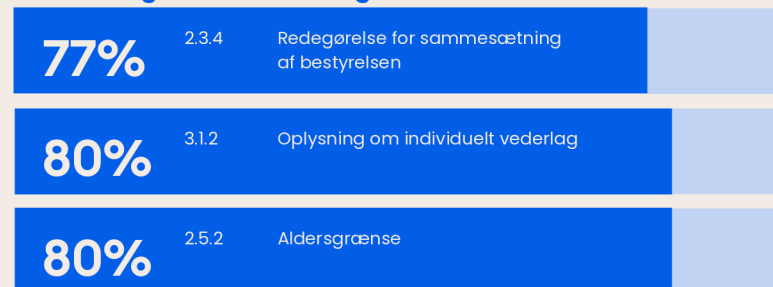 77% 2.3.4 Redegørelse for sammesætning
af bestyrelsen
80% 3.1.2 Oplysning om individuelt vederlag
80% 2.5.2 Aldersgrænse